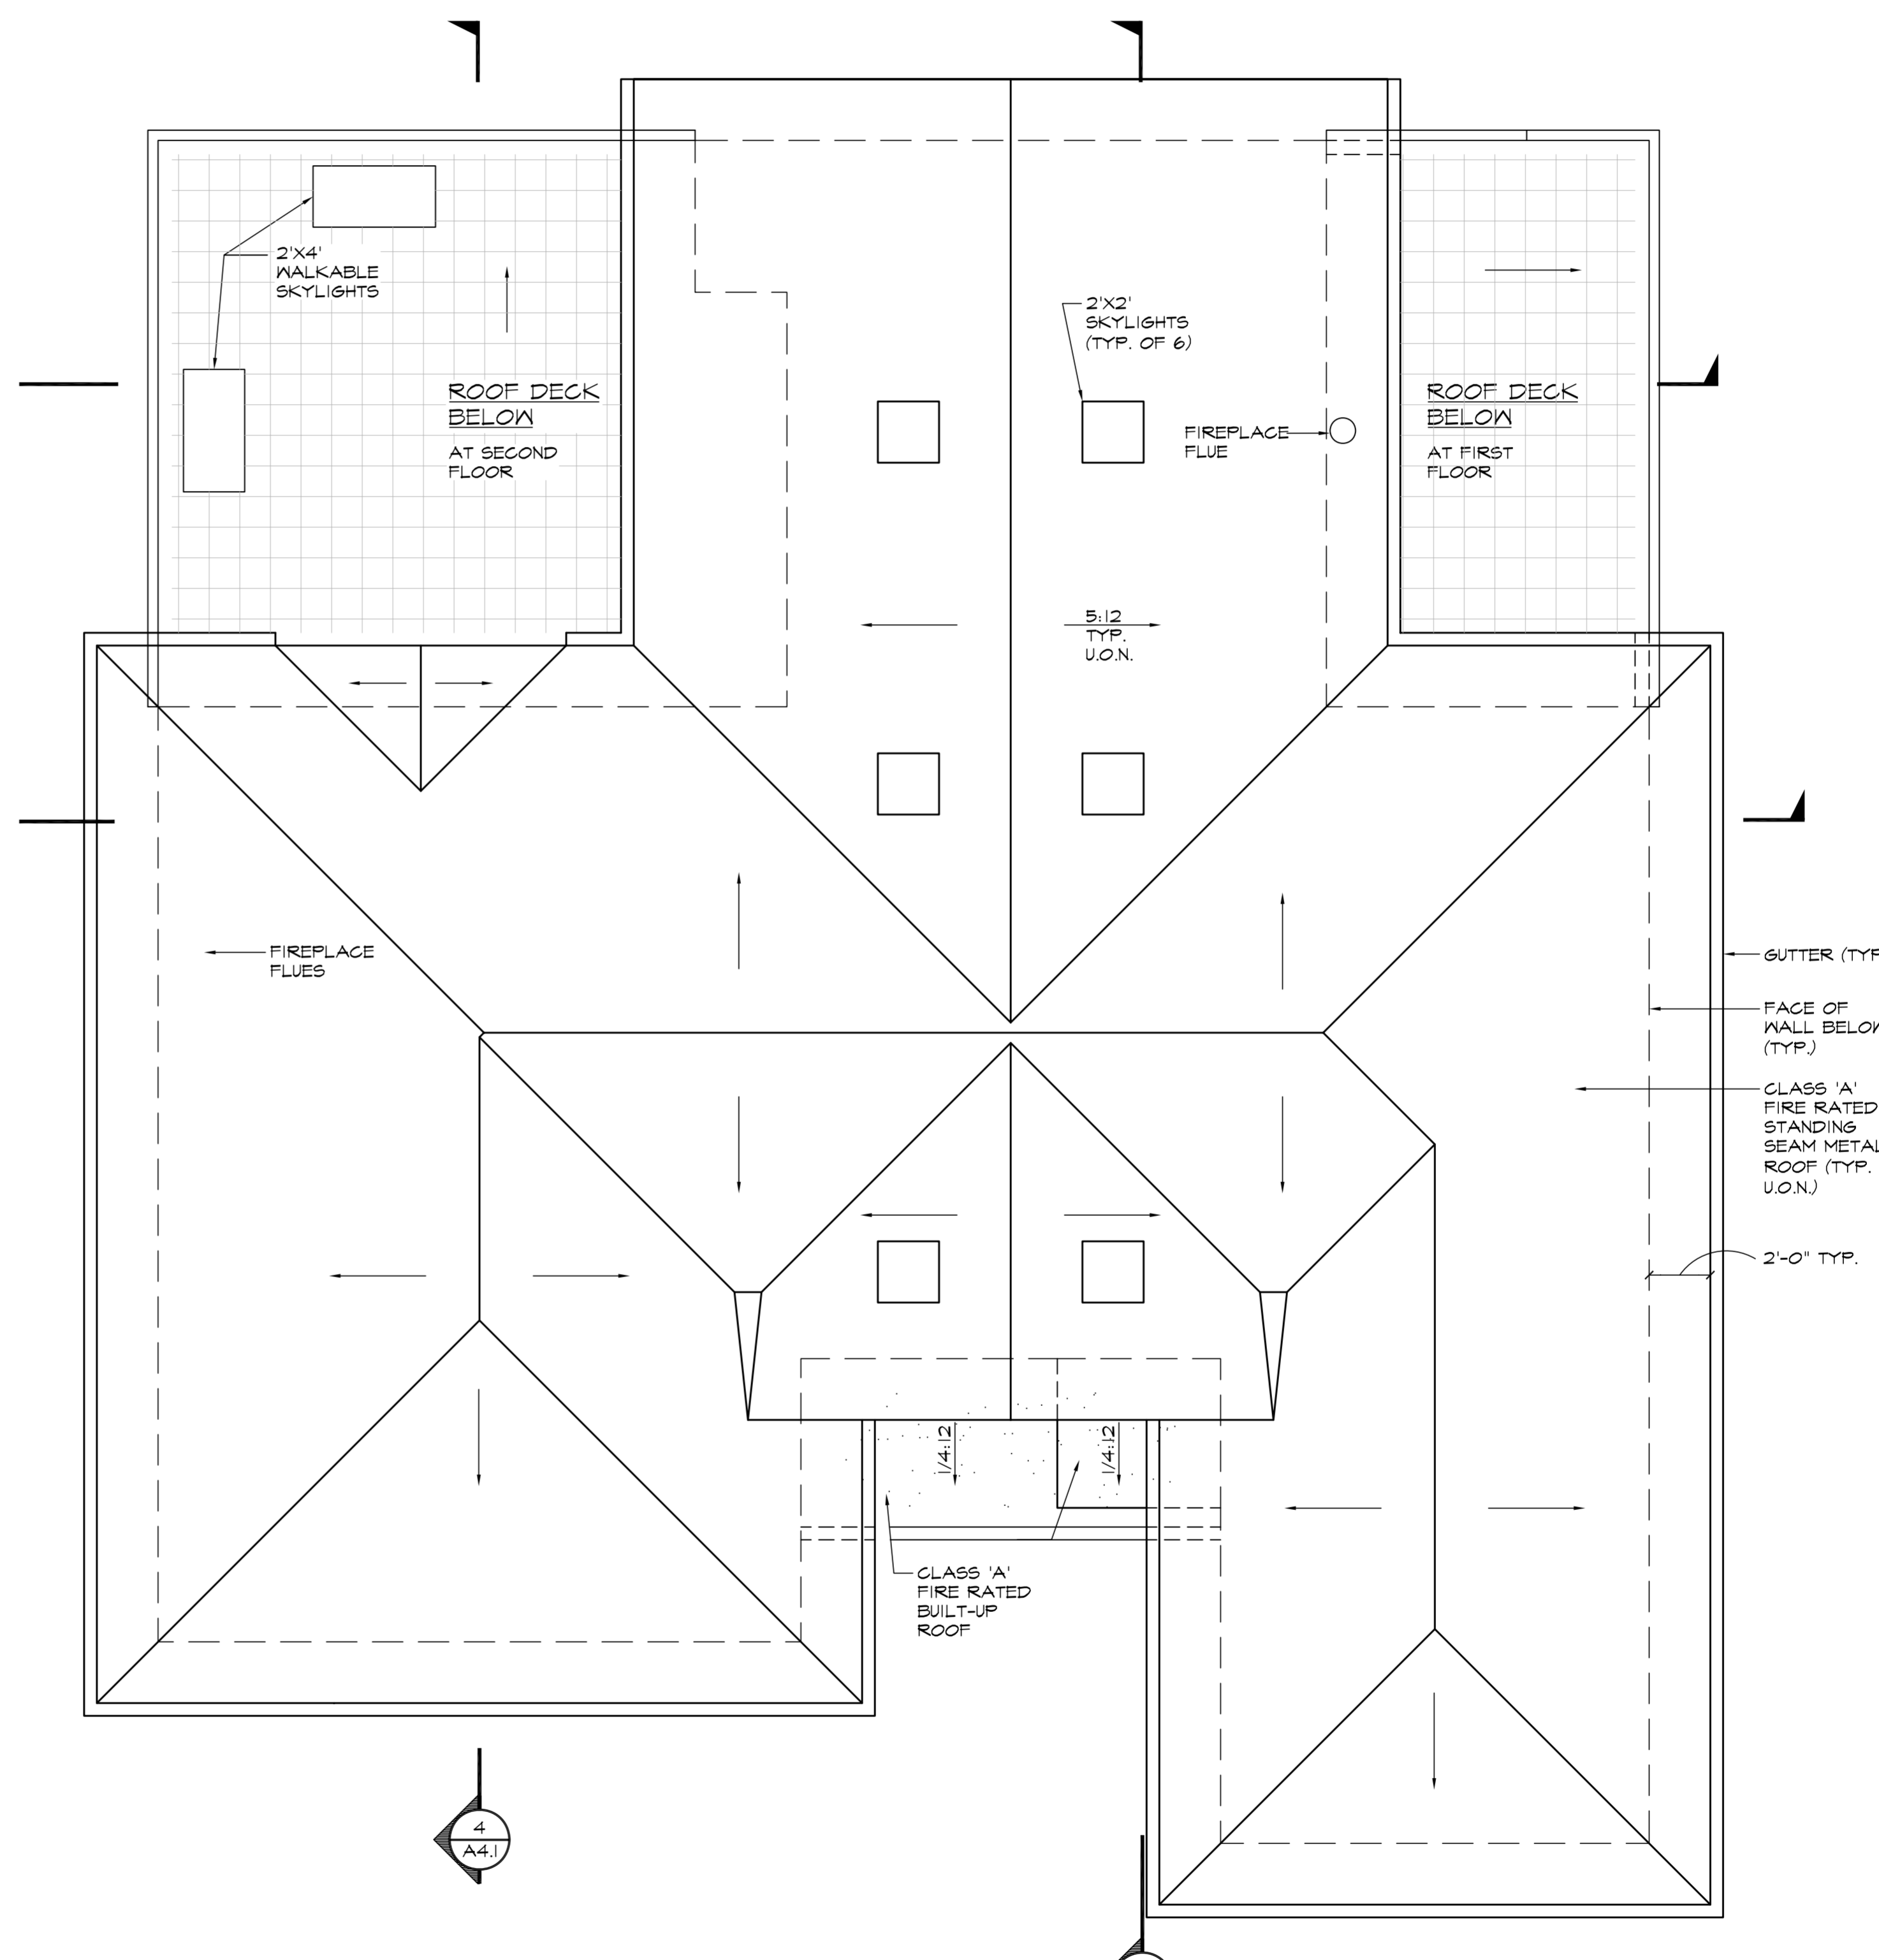 2'X4'
WALKABLE
SKYLIGHTS
2'X2'
SKYLIGHTS
(TYP. OF 6)
ROOF DECK
BELOW
AT SECOND
FLOOR
FIREPLACE
FLUE
ROOF DECK
BELOW
AT FIRST
FLOOR
5:12
TYP.
U.O.N.
FIREPLACE
FLUES
GUTTER (TYP
FACE OF
WALL BELOW
(TYP.)
CLASS 'A'
FIRE RATED
STANDING
SEAM METAL
ROOF (TYP.
U.O.N.)
2'-0" TYP.
1/4:12
1/4:12
CLASS 'A'
FIRE RATED
BUILT-UP
ROOF
4
A4.1